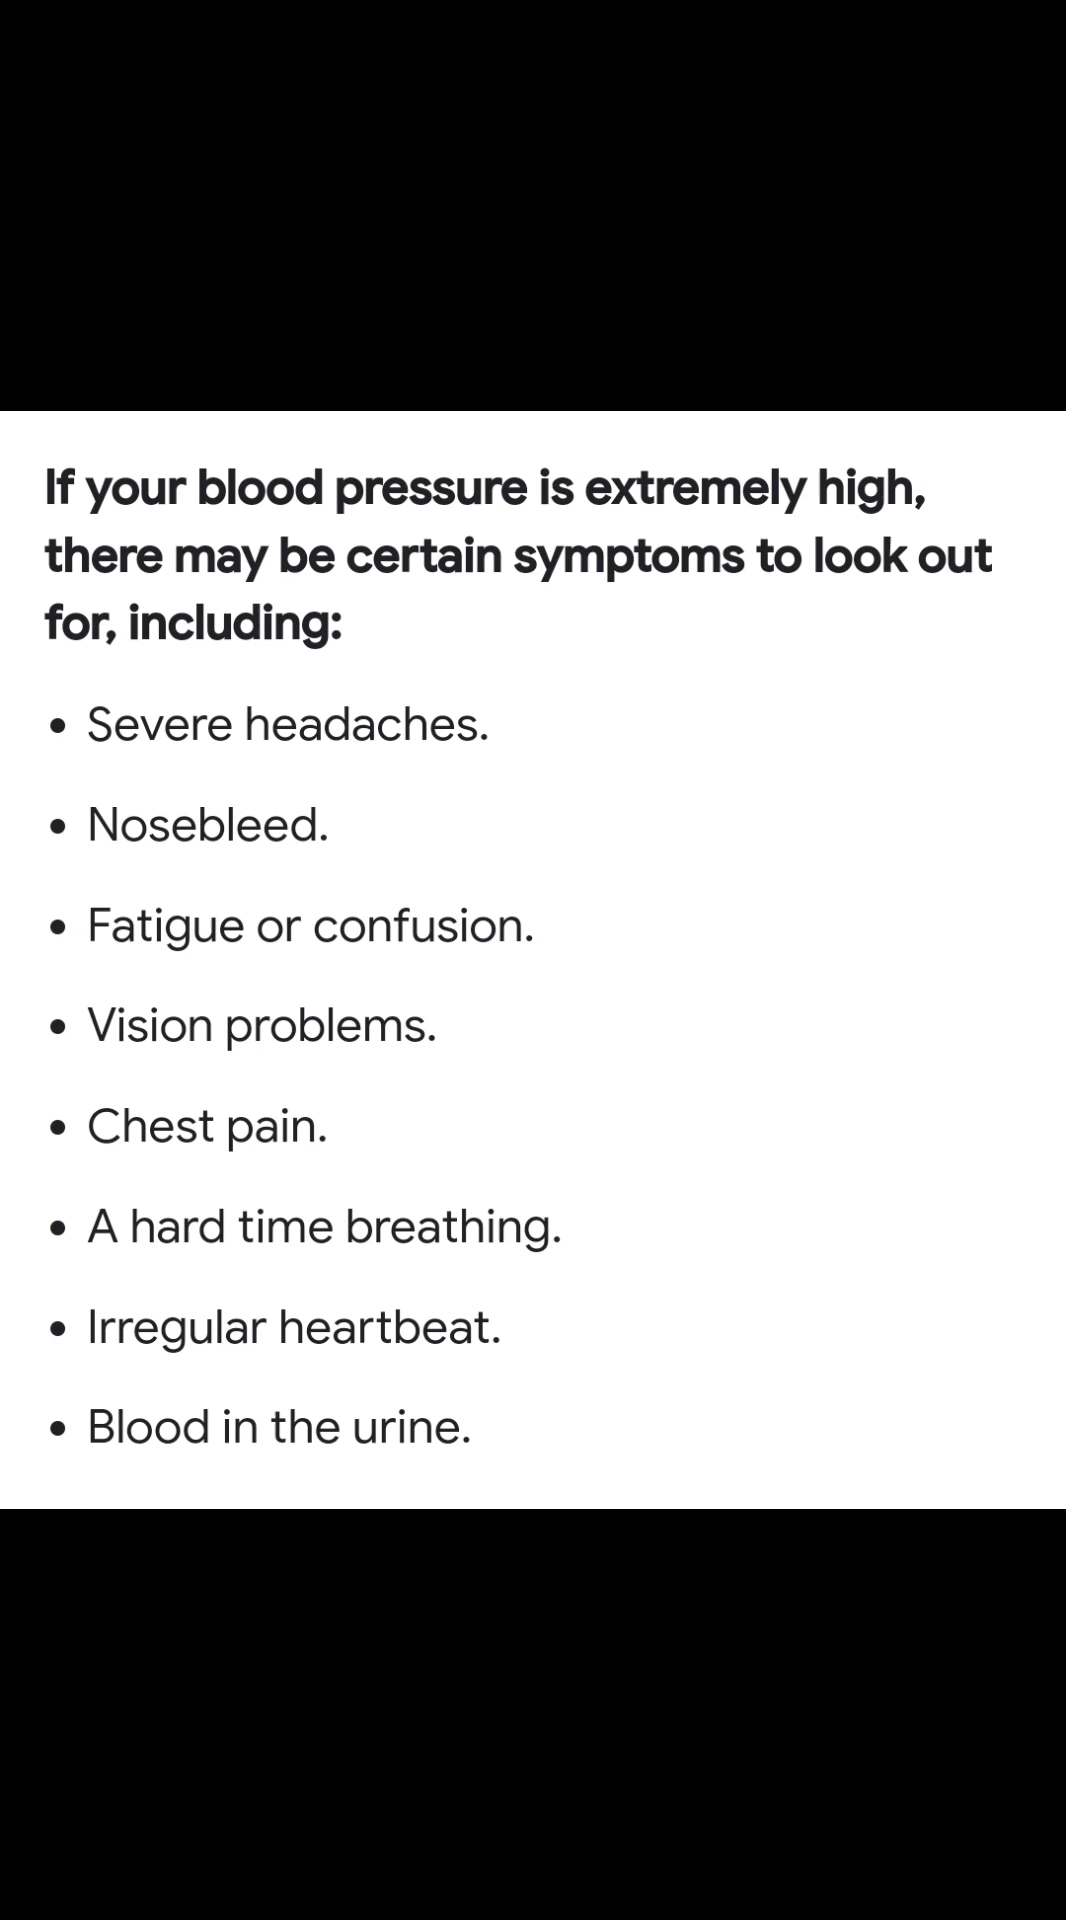 If your blood pressure is extremely high,
there may be certain symptoms to look out
for, including:
• Severe headaches.
• Nosebleed.
• Fatigue or confusion.
• Vision problems.
• Chest pain.
• A hard time breathing.
• Irregular heartbeat.
• Blood in the urine.